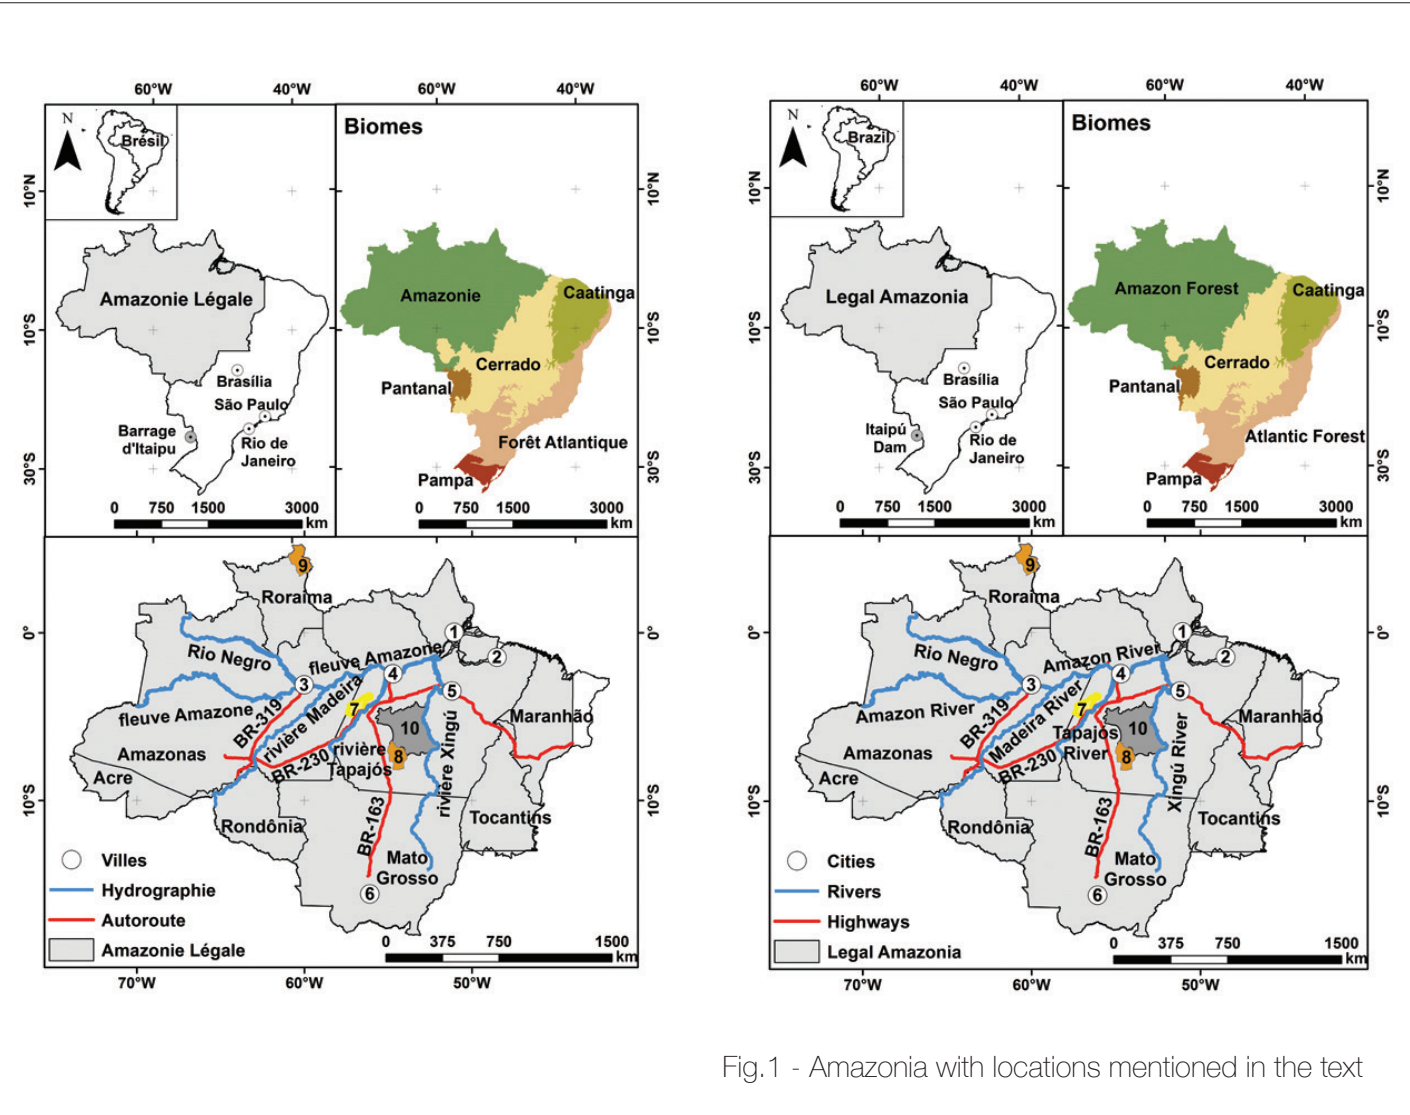 60°W
40°W
60°W
40°W
N
Brésil
Biomes
10°N
10°N
Amazonie Légale
Amazonie
Caatinga
10°S
10°S
Cerrado
Brasília
Pantanal
São Paulo
Barrage
d'Itaipu
Rio de
Janeiro
Forêt Atlantique
30°S
30°S
Pampa
0
750
1500
3000
km
0
750
1500
3000
km
9
Roraima
0°
0°
1
2
Rio Negro
fleuve Amazone
3
4
5
fleuve Amazone
BR-319
rivière Madeira
7
10
Maranhão
Amazonas
rivière
Tapajós
8
rivière Xingú
BR-230
Acre
10°S
10°S
Rondônia
BR-163
Tocantins
Mato
Grosso
6
Villes
Hydrographie
Autoroute
Amazonie Légale
0
375
750
1500
km
70°W
60°W
50°W
60°W
40°W
60°W
40°W
N
Brazil
Biomes
10°N
10°N
Legal Amazonia
Amazon Forest
Caatinga
10°S
10°S
Cerrado
Brasília
Pantanal
São Paulo
Itaipú
Dam
Rio de
Janeiro
Atlantic Forest
30°S
30°S
Pampa
0
750
1500
3000
km
0
750
1500
3000
km
9
Roraima
0°
0°
1
2
Rio Negro
Amazon River
3
4
5
Amazon River
BR-319
Madeira River
7
10
Maranhão
Amazonas
Tapajós
River
8
Xingú River
BR-230
Acre
10°S
10°S
Rondônia
BR-163
Tocantins
Mato
Grosso
6
Cities
Rivers
Highways
Legal Amazonia
0
375
750
1500
km
70°W
60°W
50°W
Fig.1 - Amazonia with locations mentioned in the text